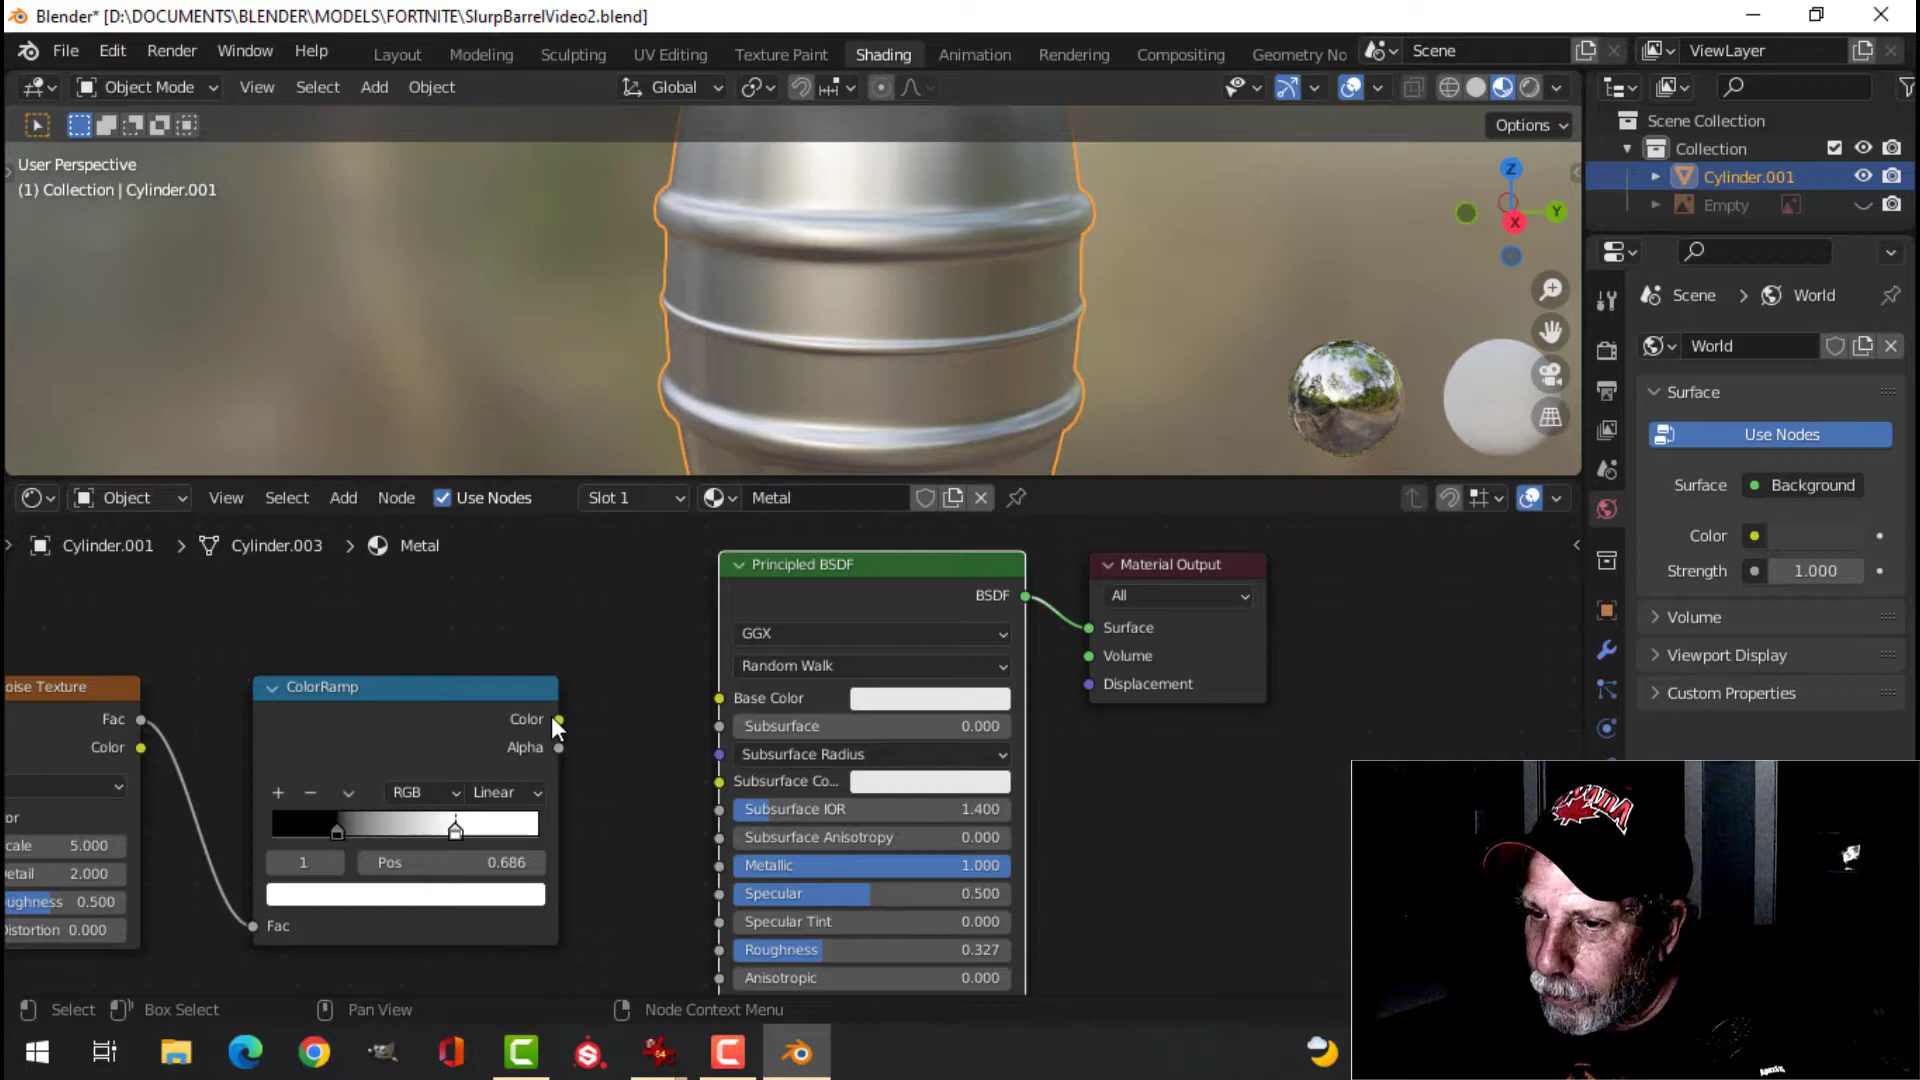 Blender* [D:\DOCUMENTS\BLENDER\MODELS\FORTNITE\SlurpBarrelVideo2.blend]
File Edit Render Window Help Layout Modeling Sculpting UV Editing Texture Paint Shading Animation Rendering Compositing Geometry No Scene ViewLayer
Object Mode View Select Add Object Global
Options
User Perspective
(1) Collection | Cylinder.001
Z
Y
X
Scene Collection
Collection
Cylinder.001
Empty
Scene > World
World
Surface
Use Nodes
Surface Background
Color
Strength 1.000
Volume
Viewport Display
Custom Properties
Object View Select Add Node Use Nodes Slot 1 Metal
Cylinder.001 > Cylinder.003 > Metal
oise Texture
Fac
Color
or
cale 5.000
etail 2.000
ughness 0.500
Distortion 0.000
ColorRamp
Color
Alpha
+ − RGB Linear
1 Pos 0.686
Fac
Principled BSDF
BSDF
GGX
Random Walk
Base Color
Subsurface 0.000
Subsurface Radius
Subsurface Co...
Subsurface IOR 1.400
Subsurface Anisotropy 0.000
Metallic 1.000
Specular 0.500
Specular Tint 0.000
Roughness 0.327
Anisotropic 0.000
Material Output
All
Surface
Volume
Displacement
Select Box Select Pan View Node Context Menu